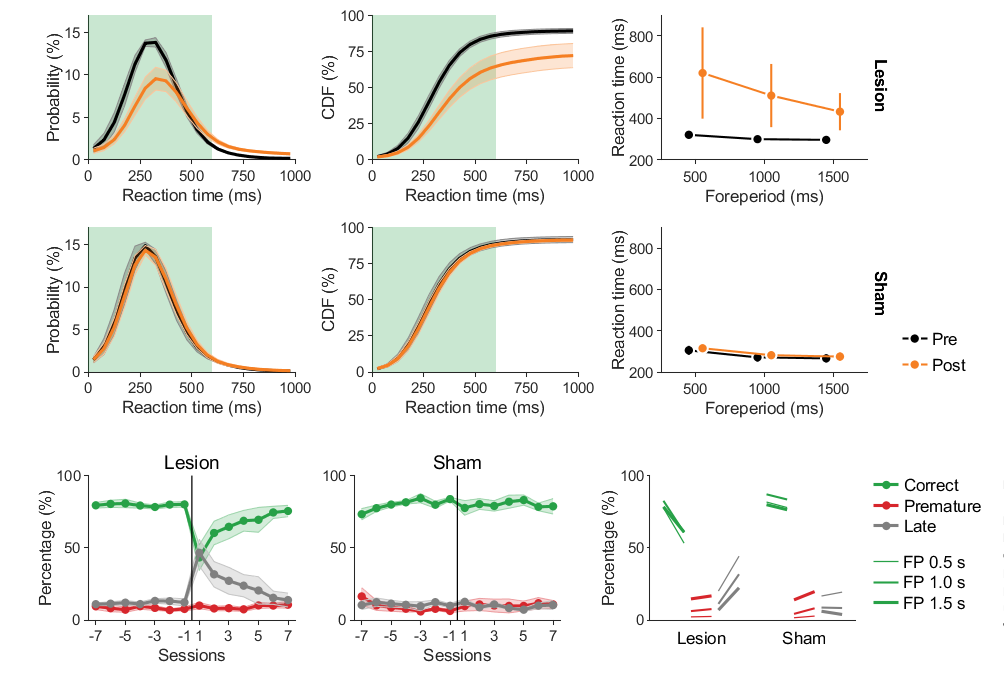 15
10
5
0
Probability (%)
0 250 500 750 1000
Reaction time (ms)
100
75
50
25
0
CDF (%)
0 250 500 750 1000
Reaction time (ms)
800
600
400
200
Reaction time (ms)
500 1000 1500
Foreperiod (ms)
Lesion
15
10
5
0
Probability (%)
0 250 500 750 1000
Reaction time (ms)
100
75
50
25
0
CDF (%)
0 250 500 750 1000
Reaction time (ms)
800
600
400
200
Reaction time (ms)
500 1000 1500
Foreperiod (ms)
Sham
Pre
Post
Lesion
100
50
0
Percentage (%)
-7 -5 -3 -1 1 3 5 7
Sessions
Sham
100
50
0
Percentage (%)
-7 -5 -3 -1 1 3 5 7
Sessions
100
50
0
Percentage (%)
Lesion Sham
Correct
Premature
Late
FP 0.5 s
FP 1.0 s
FP 1.5 s